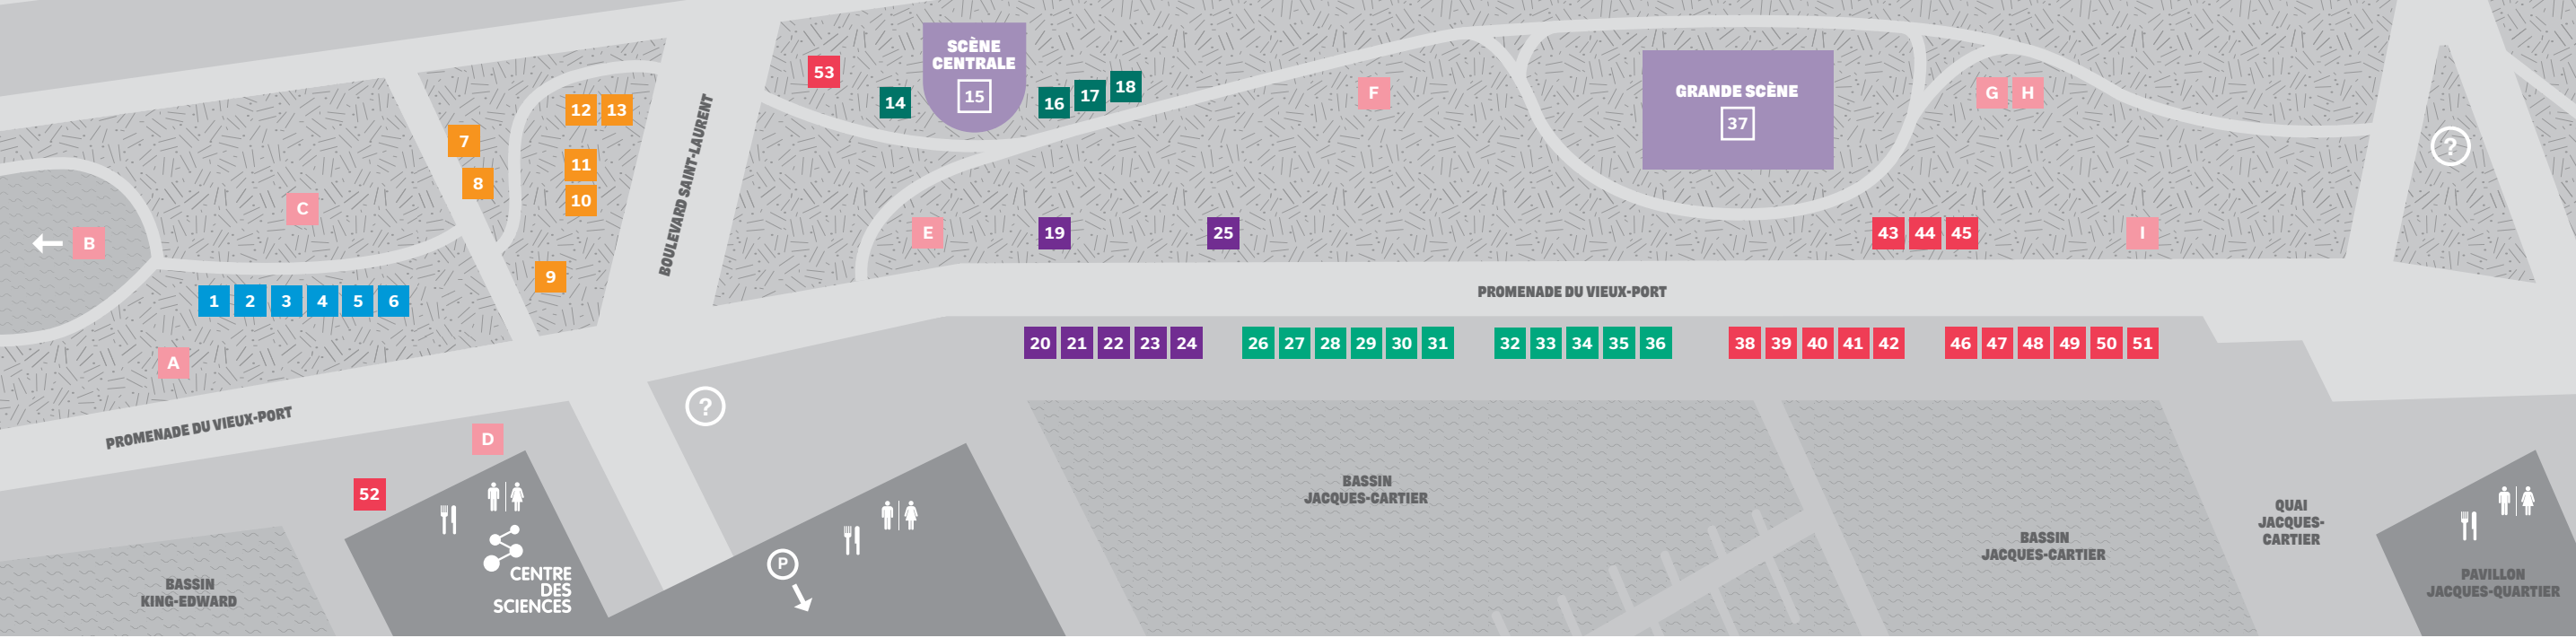 SCÈNE
CENTRALE
15
53
14
16
17
18
F
GRANDE SCÈNE
37
G H
?
12 13
7
11
8
10
C
B
BOULEVARD SAINT-LAURENT
E
19
25
43 44 45
I
9
1 2 3 4 5 6
PROMENADE DU VIEUX-PORT
20 21 22 23 24
26 27 28 29 30 31
32 33 34 35 36
38 39 40 41 42
46 47 48 49 50 51
A
PROMENADE DU VIEUX-PORT
?
D
52
CENTRE
DES
SCIENCES
P
BASSIN
KING-EDWARD
BASSIN
JACQUES-CARTIER
BASSIN
JACQUES-CARTIER
QUAI
JACQUES-
CARTIER
PAVILLON
JACQUES-QUARTIER